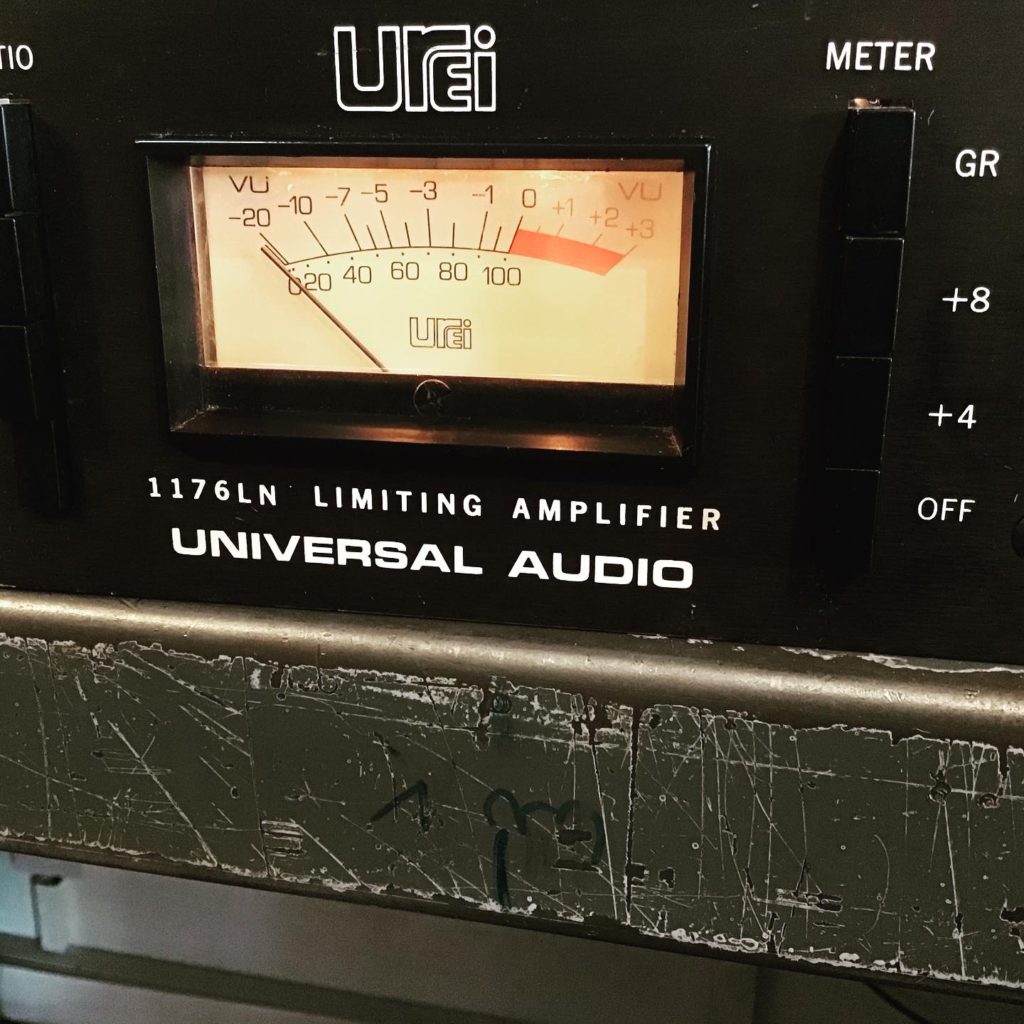 TIO
urei
METER
GR
+8
+4
OFF
VU VU
-20 -10 -7 -5 -3 -1 0 +1 +2 +3
0 20 40 60 80 100
urei
1176LN LIMITING AMPLIFIER
UNIVERSAL AUDIO